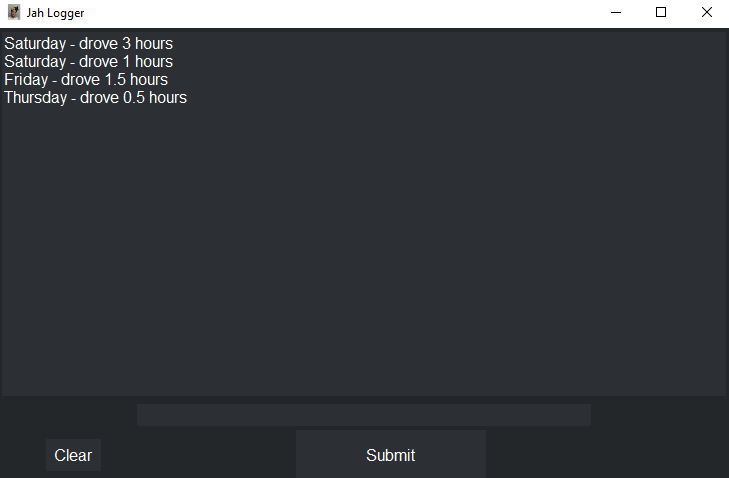 Jah Logger
Saturday - drove 3 hours
Saturday - drove 1 hours
Friday - drove 1.5 hours
Thursday - drove 0.5 hours
Clear
Submit